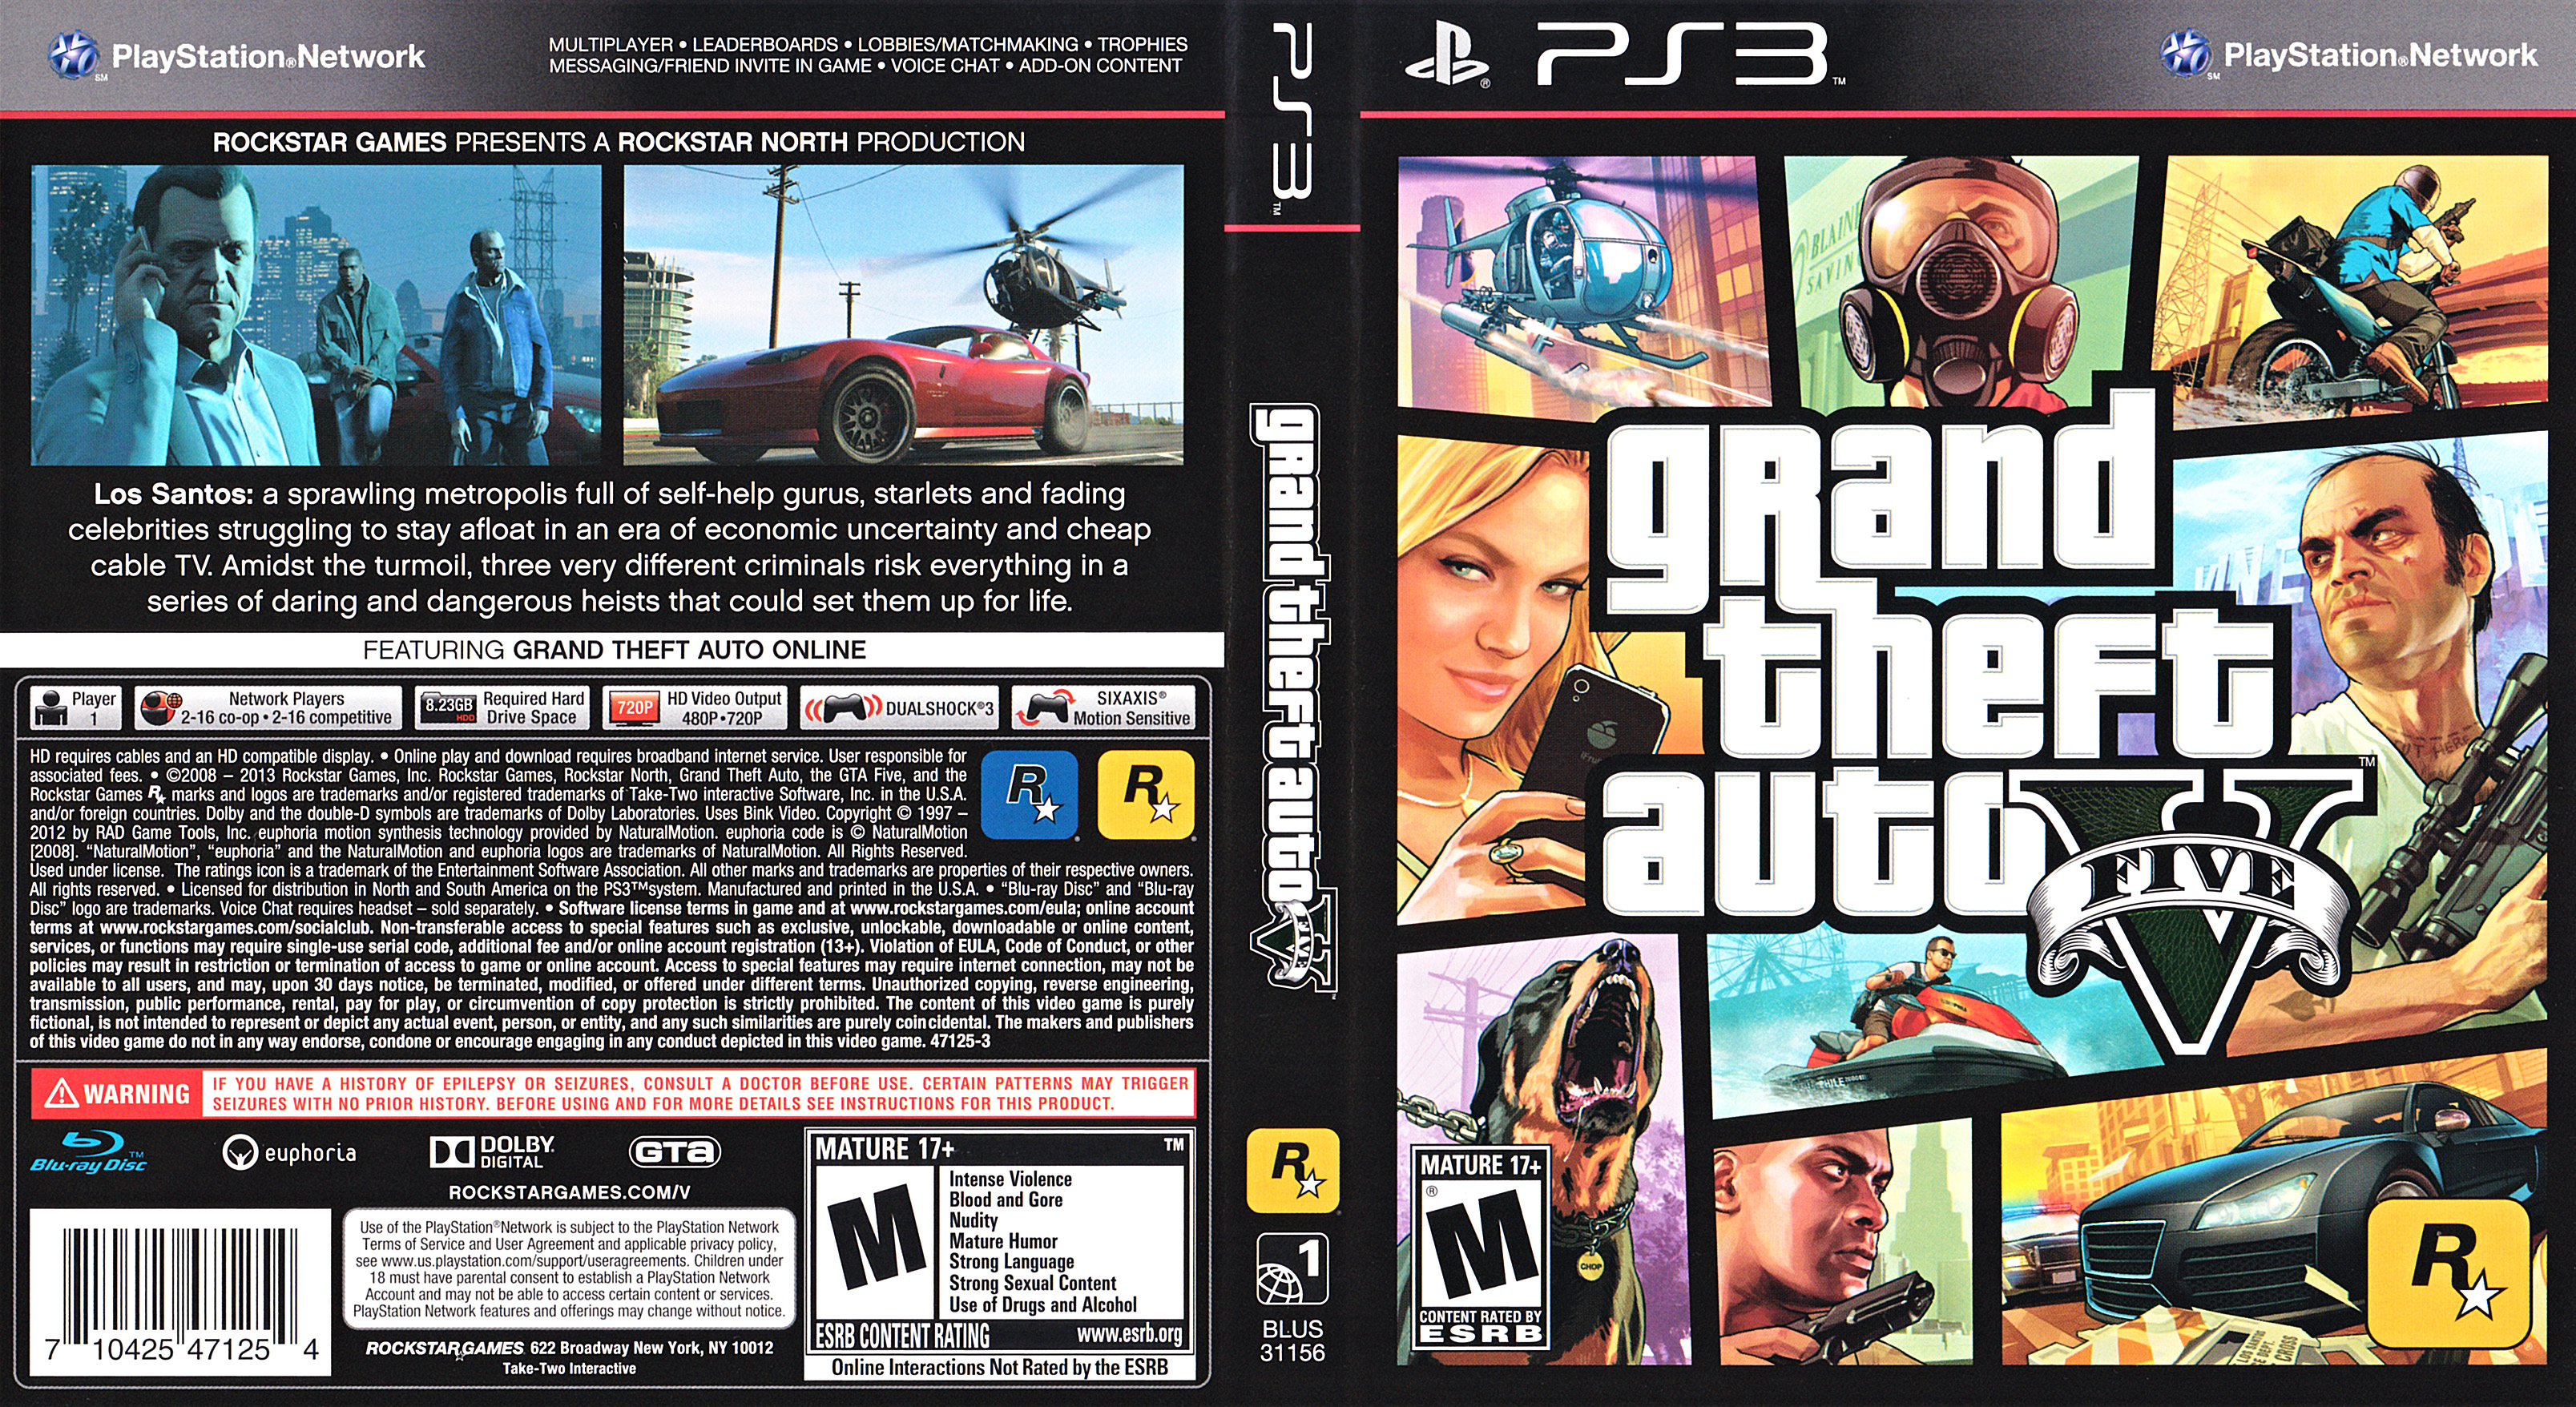 PlayStation®Network
SM
MULTIPLAYER • LEADERBOARDS • LOBBIES/MATCHMAKING • TROPHIES
MESSAGING/FRIEND INVITE IN GAME • VOICE CHAT • ADD-ON CONTENT
ROCKSTAR GAMES PRESENTS A ROCKSTAR NORTH PRODUCTION
Los Santos: a sprawling metropolis full of self-help gurus, starlets and fading
celebrities struggling to stay afloat in an era of economic uncertainty and cheap
cable TV. Amidst the turmoil, three very different criminals risk everything in a
series of daring and dangerous heists that could set them up for life.
FEATURING GRAND THEFT AUTO ONLINE
Player
1
Network Players
2-16 co-op • 2-16 competitive
8.23GB
HDD
Required Hard
Drive Space
720P
HD Video Output
480P•720P
DUALSHOCK®3
SIXAXIS®
Motion Sensitive
HD requires cables and an HD compatible display. • Online play and download requires broadband internet service. User responsible for
associated fees. • ©2008 – 2013 Rockstar Games, Inc. Rockstar Games, Rockstar North, Grand Theft Auto, the GTA Five, and the
Rockstar Games R★ marks and logos are trademarks and/or registered trademarks of Take-Two interactive Software, Inc. in the U.S.A.
and/or foreign countries. Dolby and the double-D symbols are trademarks of Dolby Laboratories. Uses Bink Video. Copyright © 1997 –
2012 by RAD Game Tools, Inc. euphoria motion synthesis technology provided by NaturalMotion. euphoria code is © NaturalMotion
[2008]. “NaturalMotion”, “euphoria” and the NaturalMotion and euphoria logos are trademarks of NaturalMotion. All Rights Reserved.
Used under license. The ratings icon is a trademark of the Entertainment Software Association. All other marks and trademarks are properties of their respective owners.
All rights reserved. • Licensed for distribution in North and South America on the PS3™system. Manufactured and printed in the U.S.A. • “Blu-ray Disc” and “Blu-ray
Disc” logo are trademarks. Voice Chat requires headset – sold separately. • Software license terms in game and at www.rockstargames.com/eula; online account
terms at www.rockstargames.com/socialclub. Non-transferable access to special features such as exclusive, unlockable, downloadable or online content,
services, or functions may require single-use serial code, additional fee and/or online account registration (13+). Violation of EULA, Code of Conduct, or other
policies may result in restriction or termination of access to game or online account. Access to special features may require internet connection, may not be
available to all users, and may, upon 30 days notice, be terminated, modified, or offered under different terms. Unauthorized copying, reverse engineering,
transmission, public performance, rental, pay for play, or circumvention of copy protection is strictly prohibited. The content of this video game is purely
fictional, is not intended to represent or depict any actual event, person, or entity, and any such similarities are purely coincidental. The makers and publishers
of this video game do not in any way endorse, condone or encourage engaging in any conduct depicted in this video game. 47125-3
R★®
R★®
WARNING
IF YOU HAVE A HISTORY OF EPILEPSY OR SEIZURES, CONSULT A DOCTOR BEFORE USE. CERTAIN PATTERNS MAY TRIGGER
SEIZURES WITH NO PRIOR HISTORY. BEFORE USING AND FOR MORE DETAILS SEE INSTRUCTIONS FOR THIS PRODUCT.
Blu-ray Disc™
euphoria
DOLBY®
DIGITAL
GTA
ROCKSTARGAMES.COM/V
7 10425 47125 4
Use of the PlayStation®Network is subject to the PlayStation Network
Terms of Service and User Agreement and applicable privacy policy,
see www.us.playstation.com/support/useragreements. Children under
18 must have parental consent to establish a PlayStation Network
Account and may not be able to access certain content or services.
PlayStation Network features and offerings may change without notice.
ROCKSTAR GAMES 622 Broadway New York, NY 10012
Take-Two Interactive
MATURE 17+ ™
M
Intense Violence
Blood and Gore
Nudity
Mature Humor
Strong Language
Strong Sexual Content
Use of Drugs and Alcohol
ESRB CONTENT RATING www.esrb.org
Online Interactions Not Rated by the ESRB
PS3™
grand theft auto V
FIVE
™
R★
1
BLUS
31156
PS3™
PlayStation®Network
SM
BLAINE
SAVIN
grand
theft
auto V
FIVE
™
CUT HERE
CHOP
MATURE 17+
®
M
CONTENT RATED BY
ESRB
LOS SANTOS
CROSS
R★